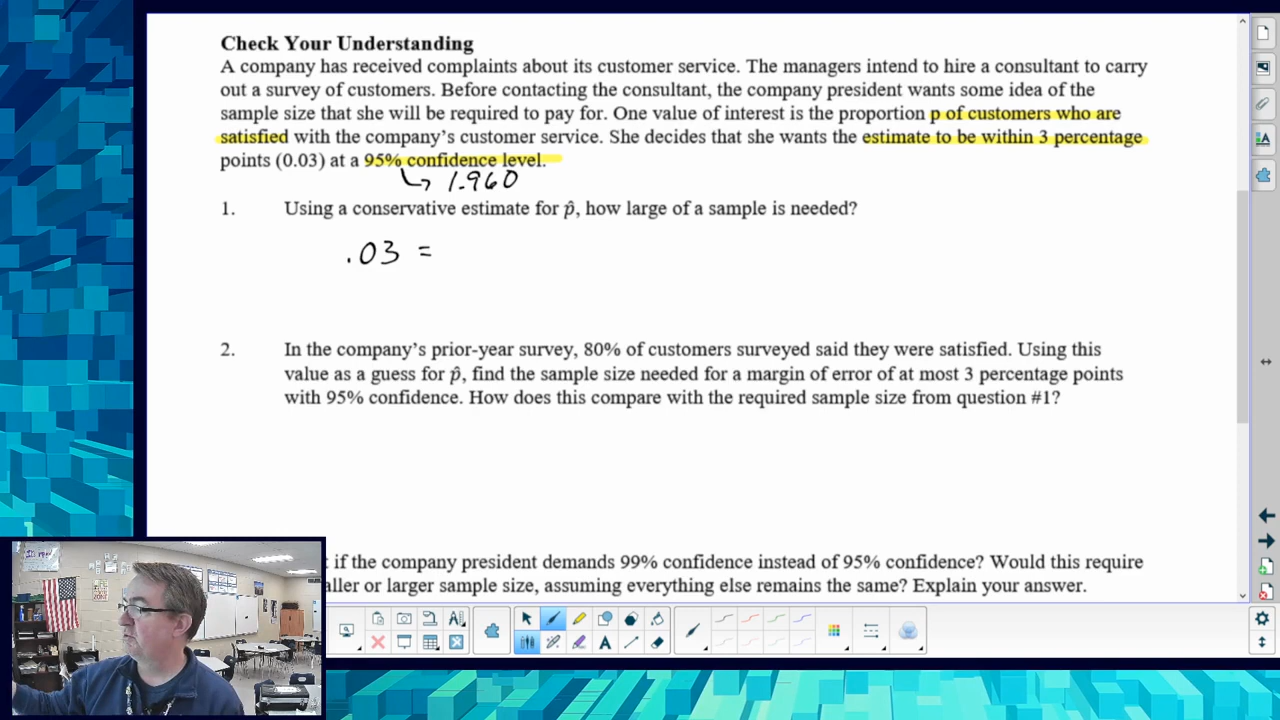 Check Your Understanding
A company has received complaints about its customer service. The managers intend to hire a consultant to carry
out a survey of customers. Before contacting the consultant, the company president wants some idea of the
sample size that she will be required to pay for. One value of interest is the proportion p of customers who are
satisfied with the company's customer service. She decides that she wants the estimate to be within 3 percentage
points (0.03) at a 95% confidence level.
1.960
1. Using a conservative estimate for p̂, how large of a sample is needed?
.03 =
2. In the company's prior-year survey, 80% of customers surveyed said they were satisfied. Using this
value as a guess for p̂, find the sample size needed for a margin of error of at most 3 percentage points
with 95% confidence. How does this compare with the required sample size from question #1?
if the company president demands 99% confidence instead of 95% confidence? Would this require
ller or larger sample size, assuming everything else remains the same? Explain your answer.